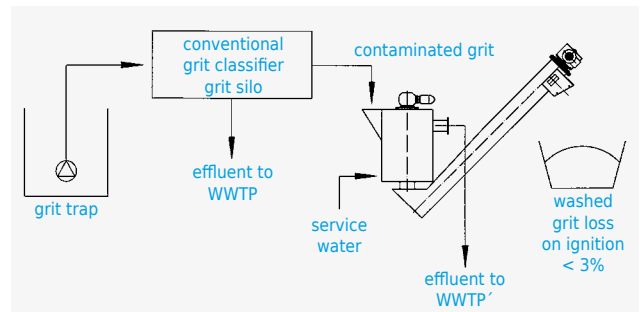 conventional
grit classifier
grit silo
contaminated grit
effluent to
WWTP
grit trap
service
water
washed
grit loss
on ignition
< 3%
effluent to
WWTP´